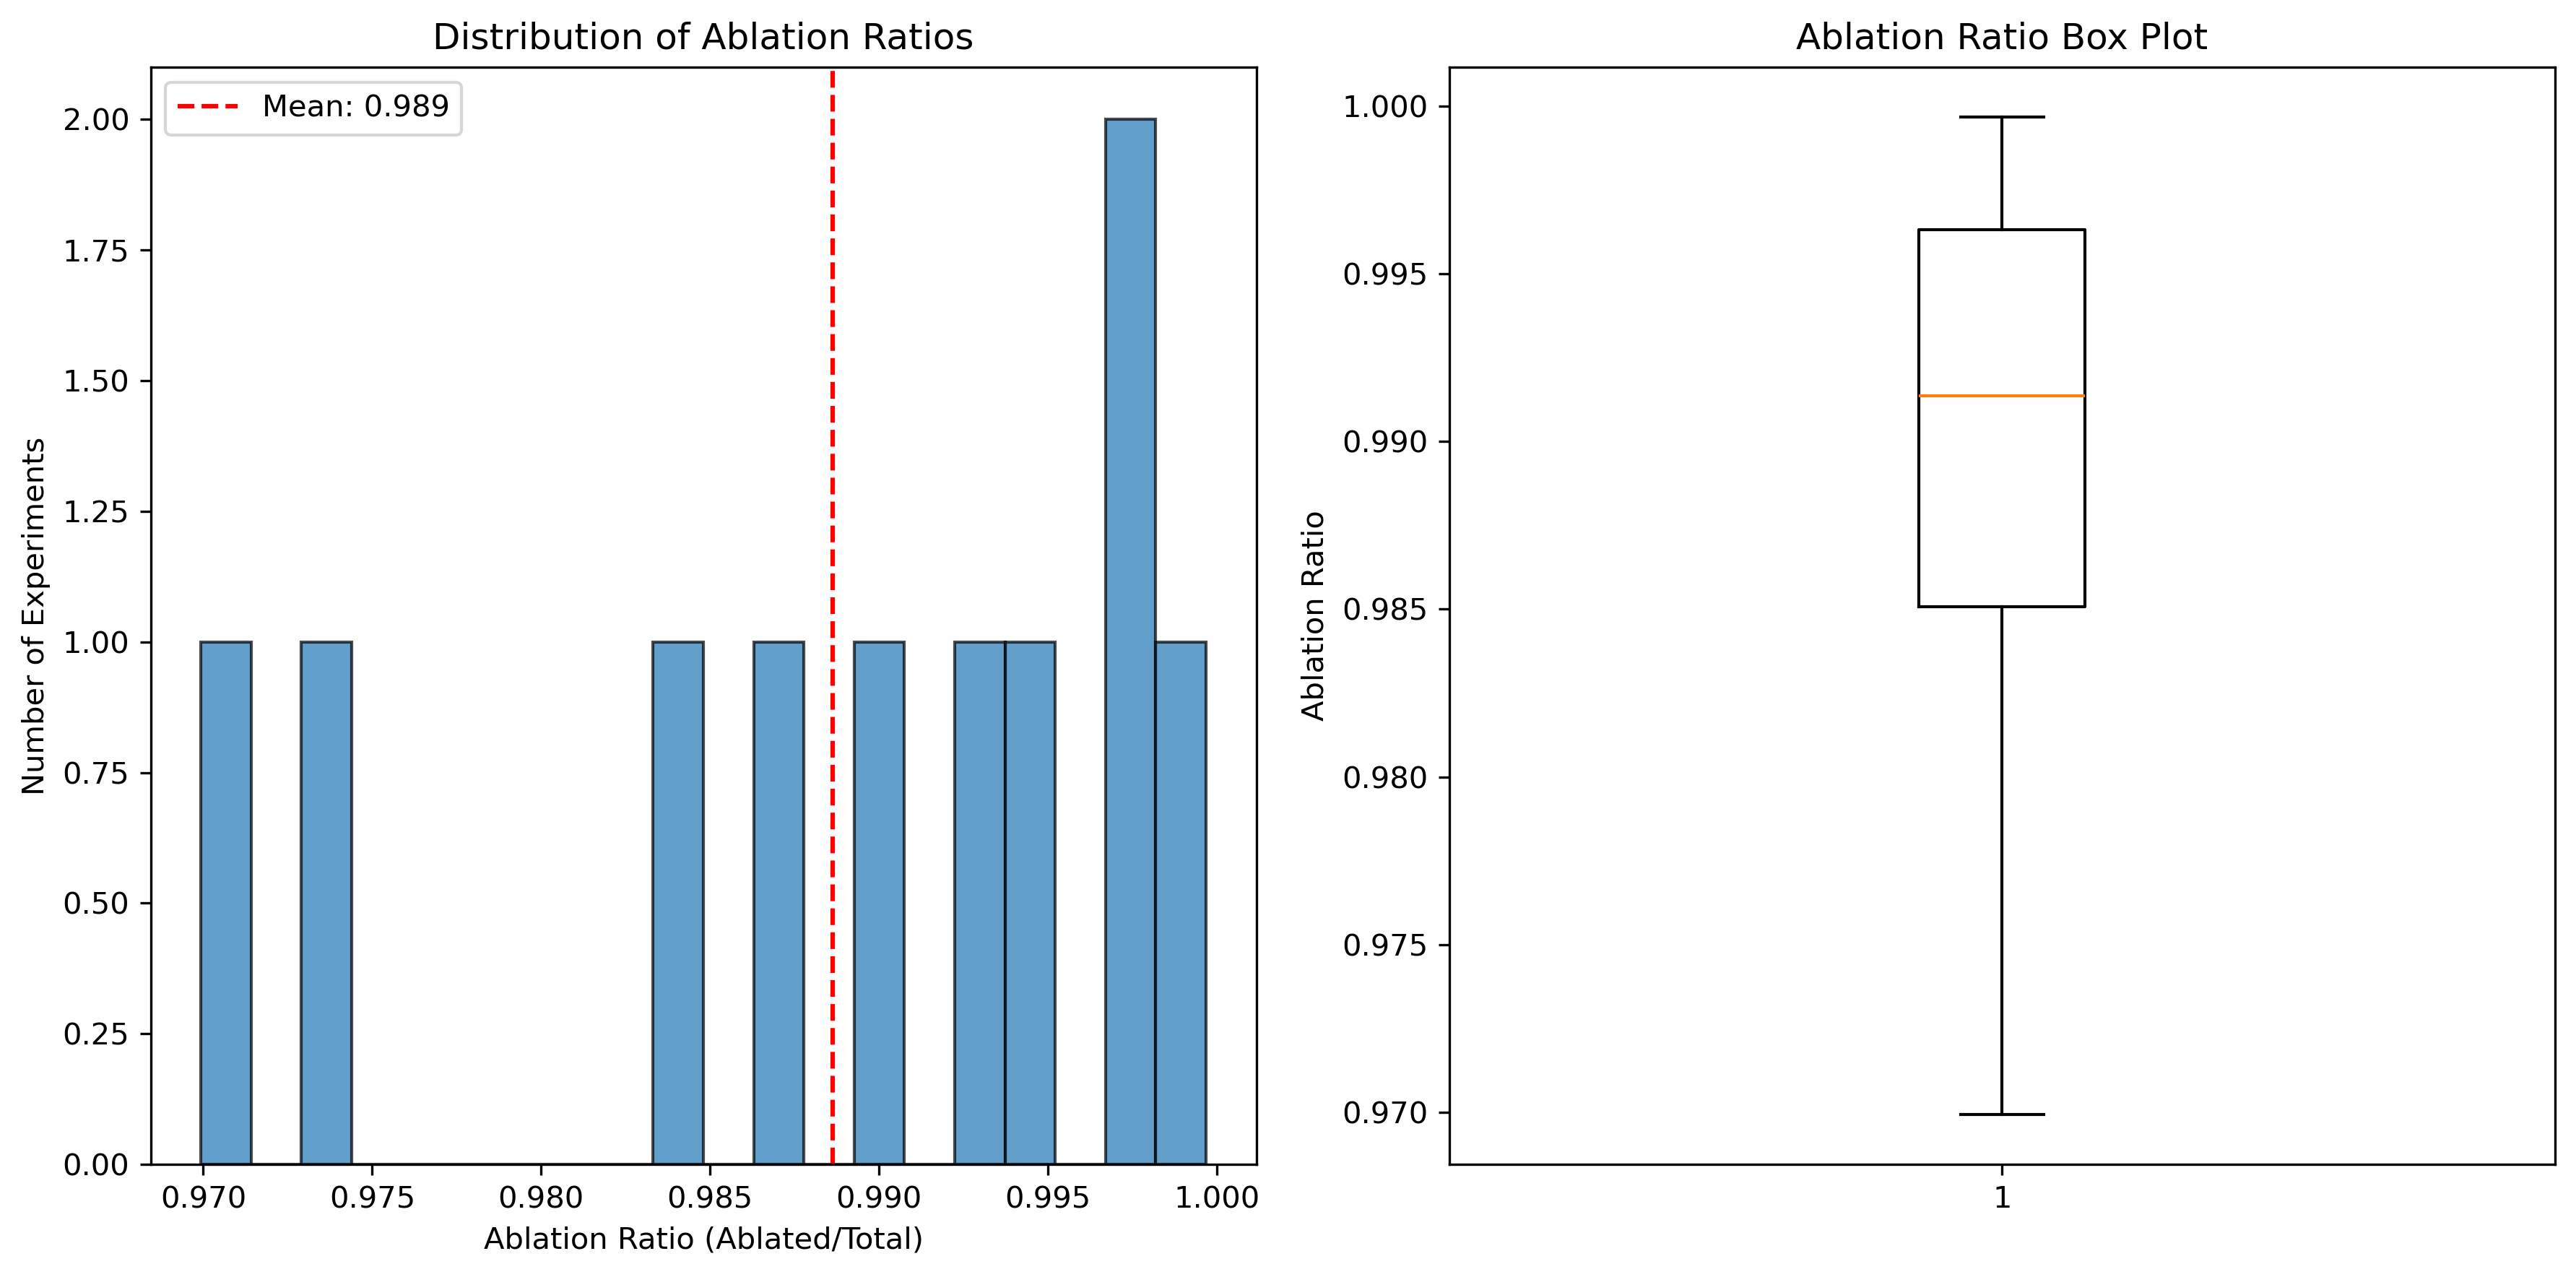 Distribution of Ablation Ratios
Mean: 0.989
2.00
1.75
1.50
1.25
1.00
0.75
0.50
0.25
0.00
Number of Experiments
0.970 0.975 0.980 0.985 0.990 0.995 1.000
Ablation Ratio (Ablated/Total)
Ablation Ratio Box Plot
1.000
0.995
0.990
0.985
0.980
0.975
0.970
Ablation Ratio
1